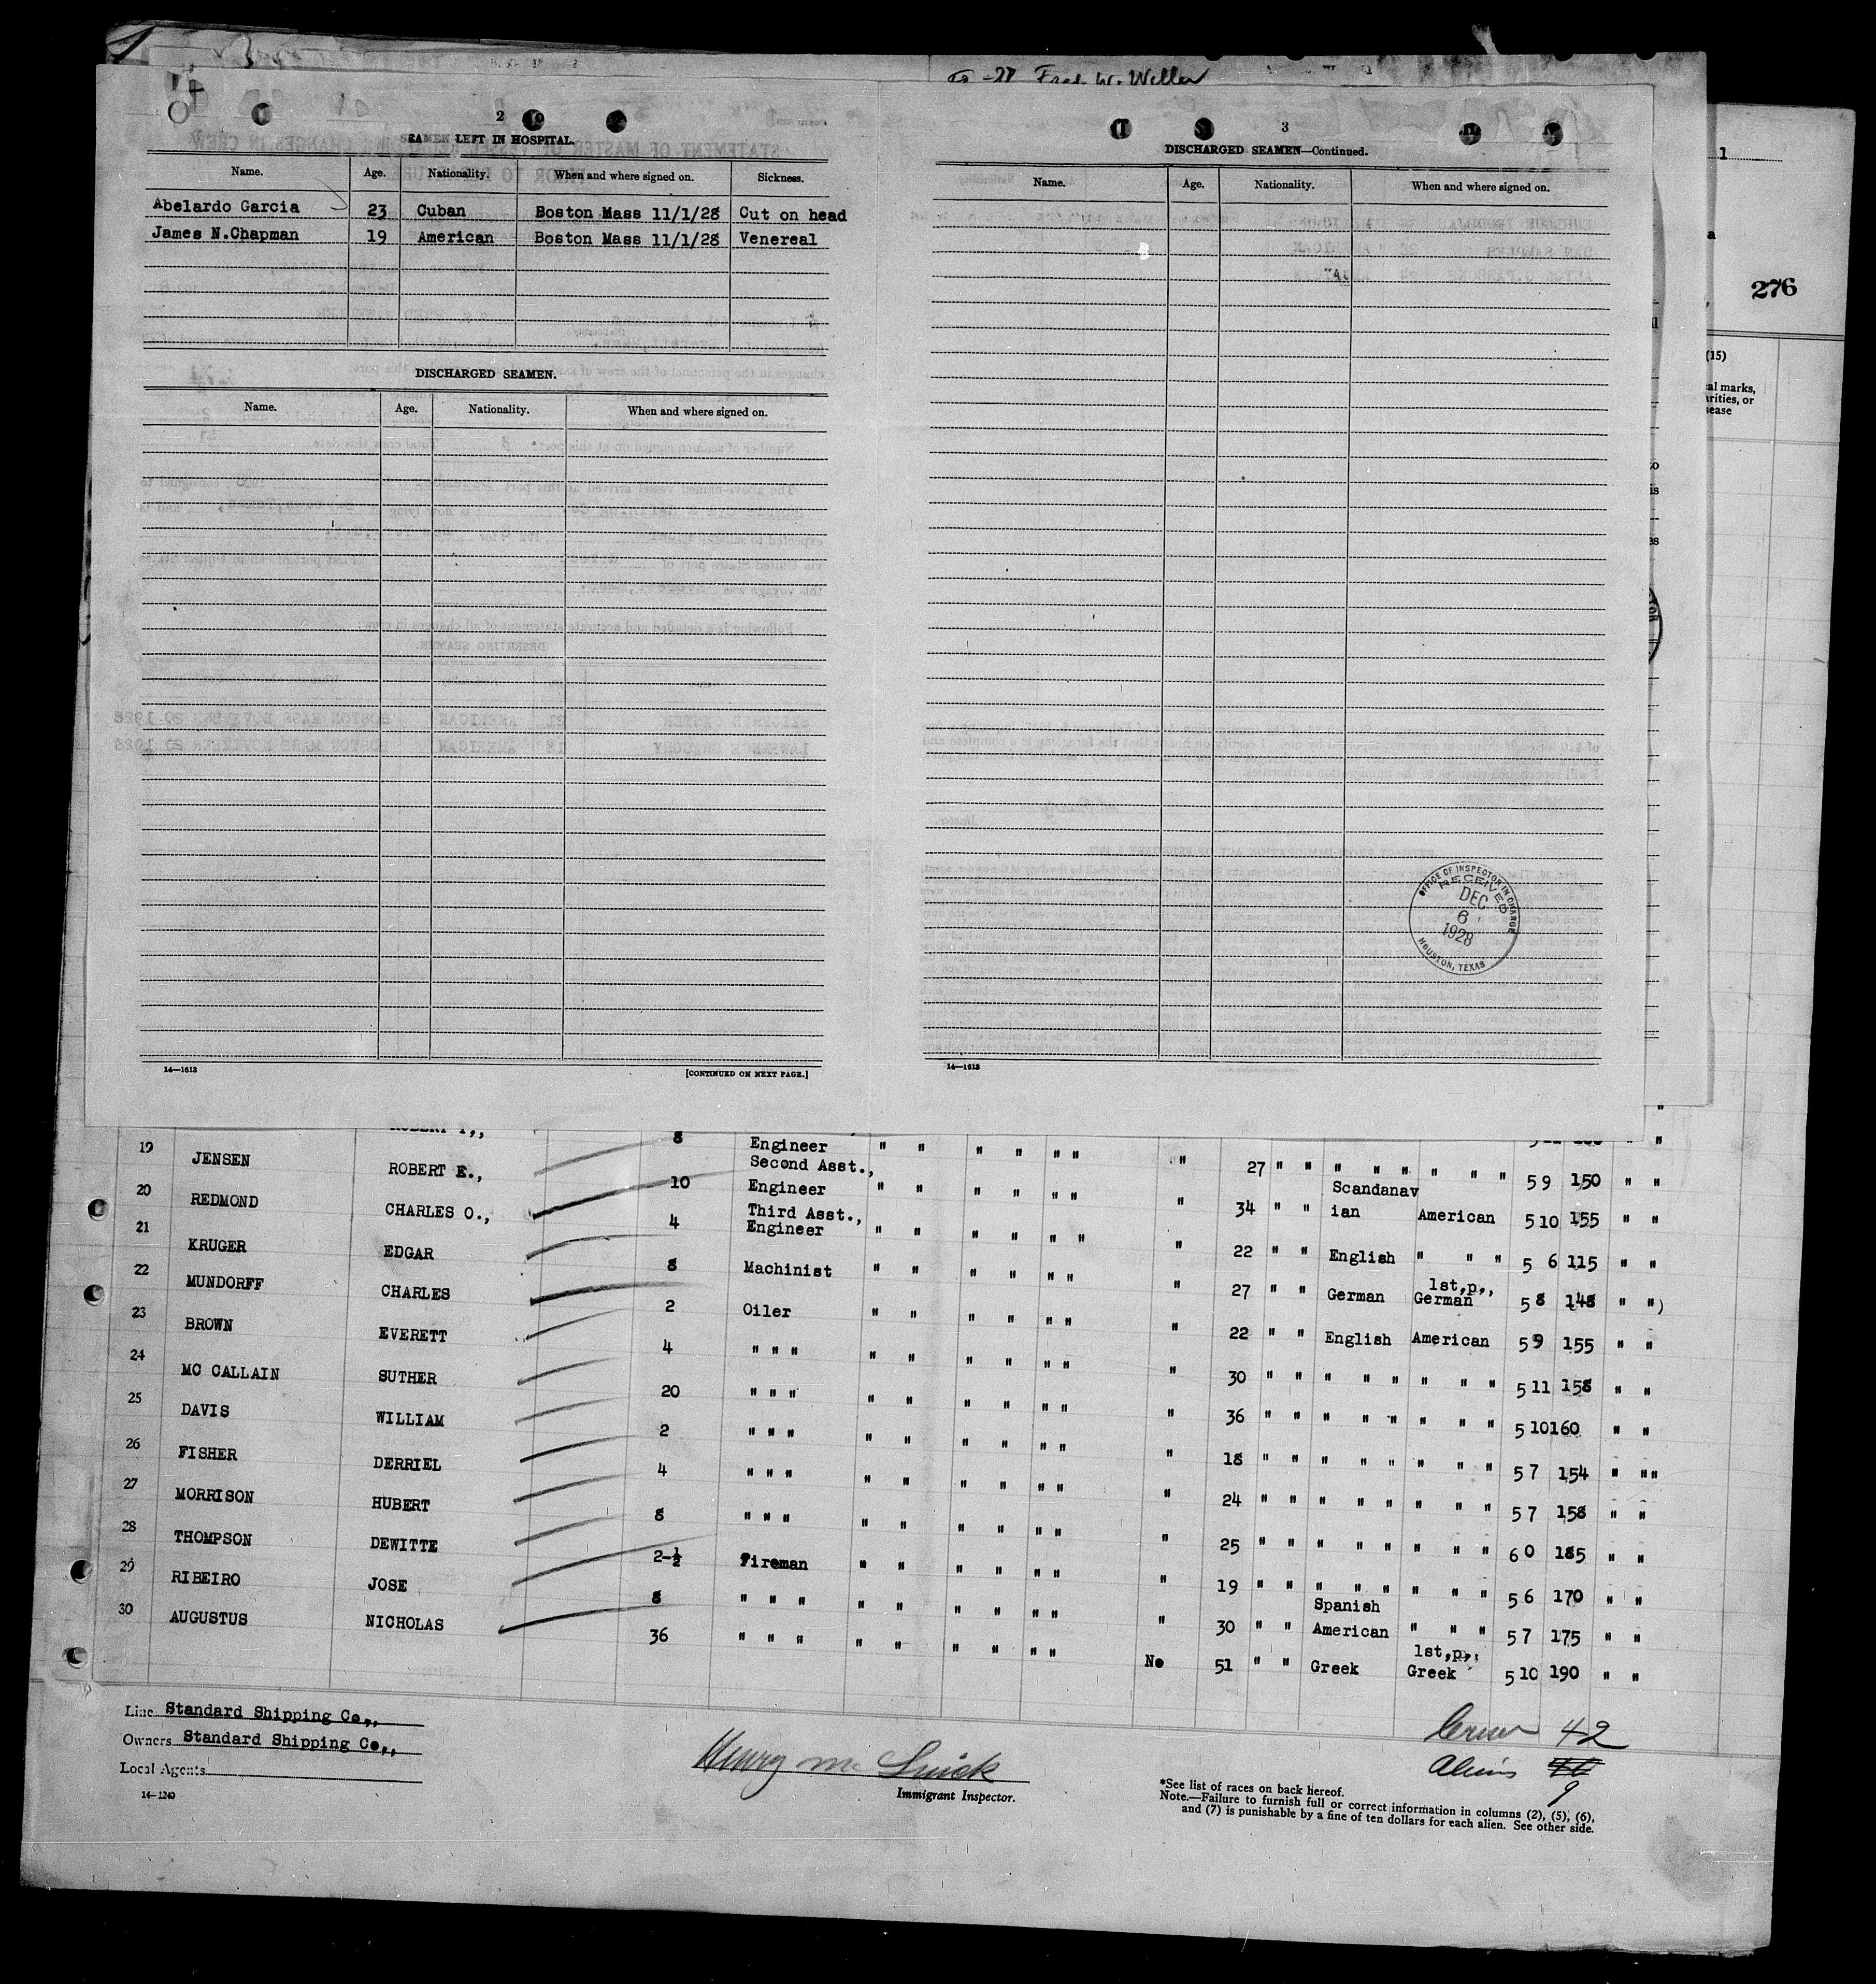 Fred. W. Weller
2
SEAMEN LEFT IN HOSPITAL.
Name. Age. Nationality. When and where signed on. Sickness.
Abelardo Garcia 23 Cuban Boston Mass 11/1/28 Cut on head
James N.Chapman 19 American Boston Mass 11/1/28 Venereal
DISCHARGED SEAMEN.
Name. Age. Nationality. When and where signed on.
14—1613 [CONTINUED ON NEXT PAGE.]
3
DISCHARGED SEAMEN—Continued.
Name. Age. Nationality. When and where signed on.
OFFICE OF INSPECTOR IN CHARGE
RECEIVED
DEC
6
1928
HOUSTON, TEXAS
14—1613
1
276
(15)
8 Engineer " " " " " " "
19 JENSEN ROBERT E., 10 Second Asst., Engineer " " " " " " " 27 " " " " " " " " 5 9 150 " "
20 REDMOND CHARLES O., 4 Third Asst., Engineer " " " " " " " 34 " " Scandanavian American 5 10 155 " "
21 KRUGER EDGAR 8 Machinist " " " " " " " 22 " " English " " " 5 6 115 " "
22 MUNDORFF CHARLES 2 Oiler " " " " " " " 27 " " German 1st,p,, German 5 8 148 " ")
23 BROWN EVERETT 4 " " " " " " " " " " 22 " " English American 5 9 155 " "
24 MC CALLAIN SUTHER 20 " " " " " " " " " " 30 " " " " " " " " 5 11 158 " "
25 DAVIS WILLIAM 2 " " " " " " " " " " 36 " " " " " " " " 5 10 160 " "
26 FISHER DERRIEL 4 " " " " " " " " " " 18 " " " " " " " " 5 7 154 " ""
27 MORRISON HUBERT 8 " " " " " " " " " " 24 " " " " " " " " 5 7 158 " "
28 THOMPSON DEWITTE 2-½ Fireman " " " " " " " 25 " " " " " " " " 6 0 185 " "
29 RIBEIRO JOSE 8 " " " " " " " " " " 19 " " " " " " " " 5 6 170 " "
30 AUGUSTUS NICHOLAS 36 " " " " " " " " " " 30 " " Spanish American " " " 5 7 175 " "
No 51 " " Greek 1st,p,, Greek 5 10 190 " "
Line Standard Shipping Co,,
Owners Standard Shipping Co,,
Local Agents
14—1240
Immigrant Inspector.
Crew 42
Aliens 9
*See list of races on back hereof.
Note.—Failure to furnish full or correct information in columns (2), (5), (6),
and (7) is punishable by a fine of ten dollars for each alien. See other side.